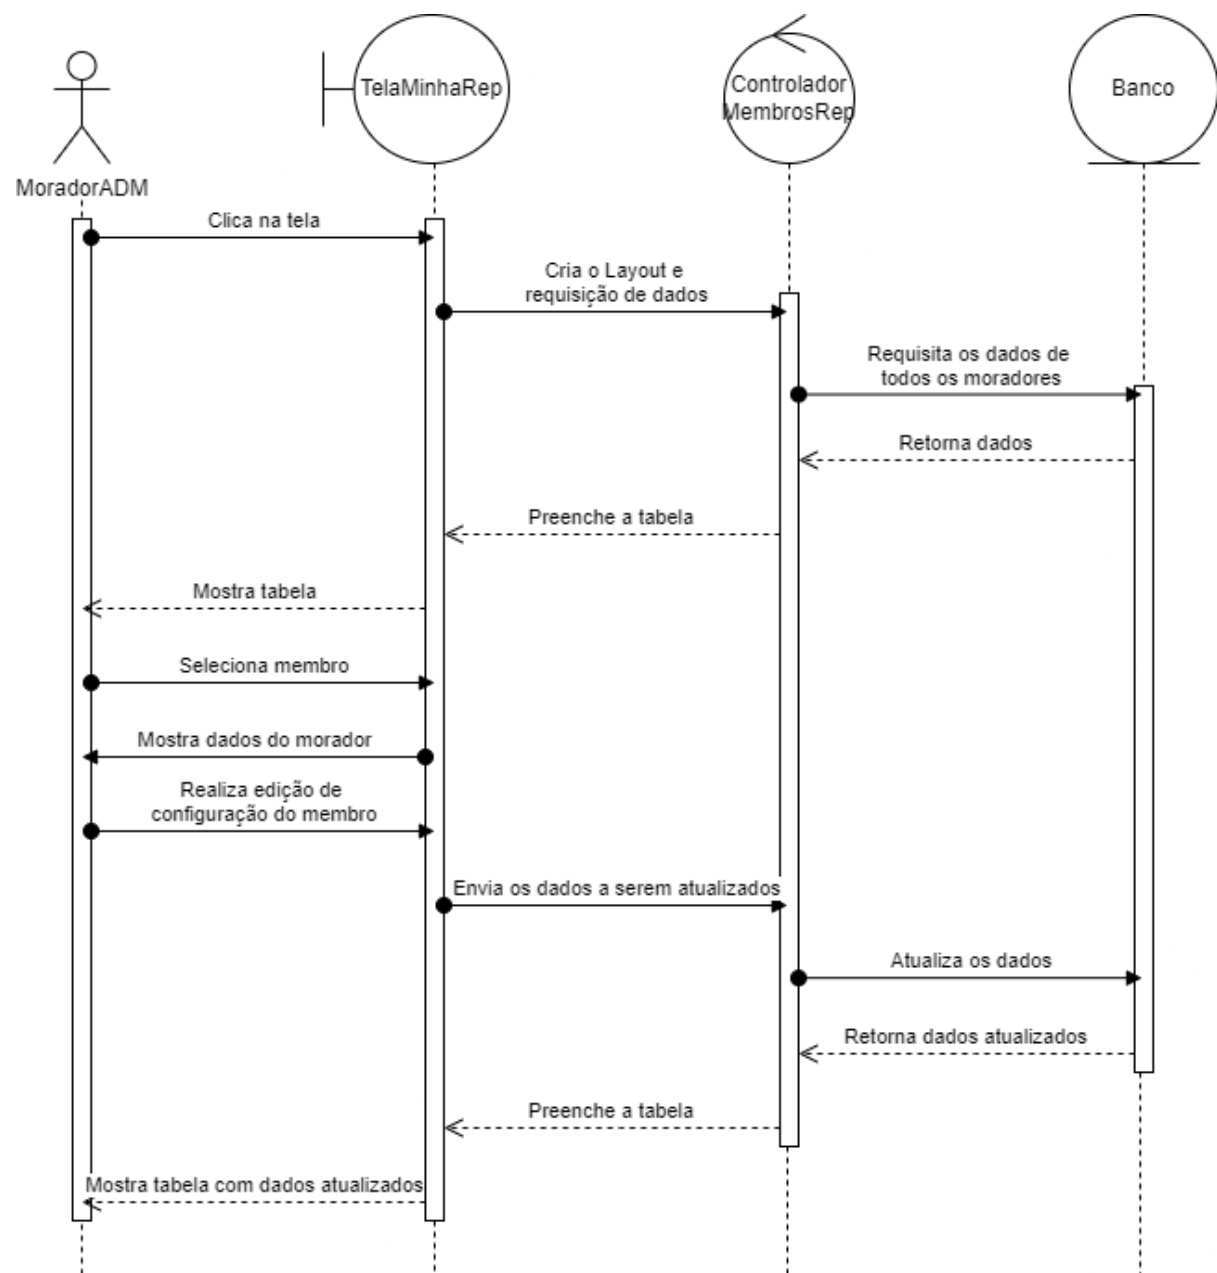 TelaMinhaRep
Controlador
MembrosRep
Banco
MoradorADM
Clica na tela
Cria o Layout e
requisição de dados
Requisita os dados de
todos os moradores
Retorna dados
Preenche a tabela
Mostra tabela
Seleciona membro
Mostra dados do morador
Realiza edição de
configuração do membro
Envia os dados a serem atualizados
Atualiza os dados
Retorna dados atualizados
Preenche a tabela
Mostra tabela com dados atualizados